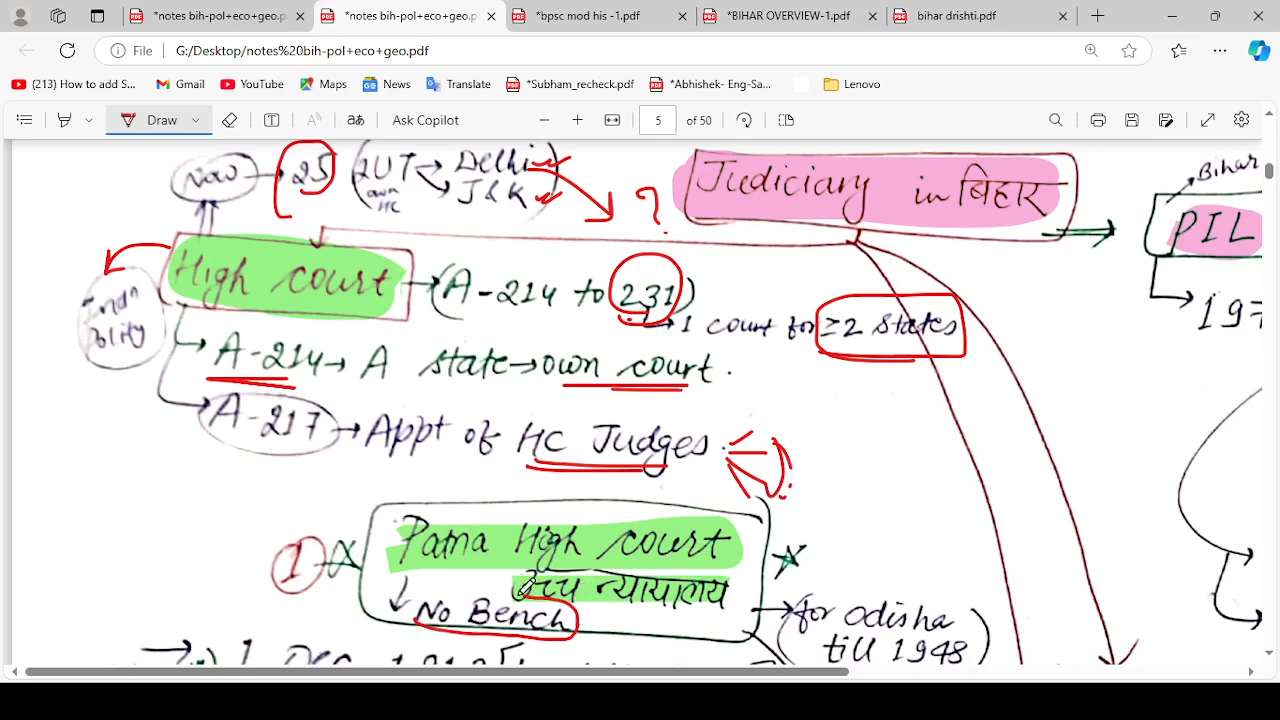 *notes bih-pol+eco+geo.p
*notes bih-pol+eco+geo.p
*bpsc mod his -1.pdf
*BIHAR OVERVIEW-1.pdf
bihar drishti.pdf
File
G:/Desktop/notes%20bih-pol+eco+geo.pdf
(213) How to add S...
Gmail
YouTube
Maps
News
Translate
*Subham_recheck.pdf
*Abhishek- Eng-Sa...
Lenovo
Draw
Ask Copilot
5 of 50
Now → 25 (2UT → Delhi
own HC
J&K)
?
Judiciary in बिहार
Bihar
PIL
197
High court → (A-214 to 231)
→ 1 court for ≥2 states
Indn Polity
A-214 → A state → own court.
A-217 → Appt of HC Judges.
1
Patna High court
उच्च न्यायालय
No Bench
(for odisha
till 1948)